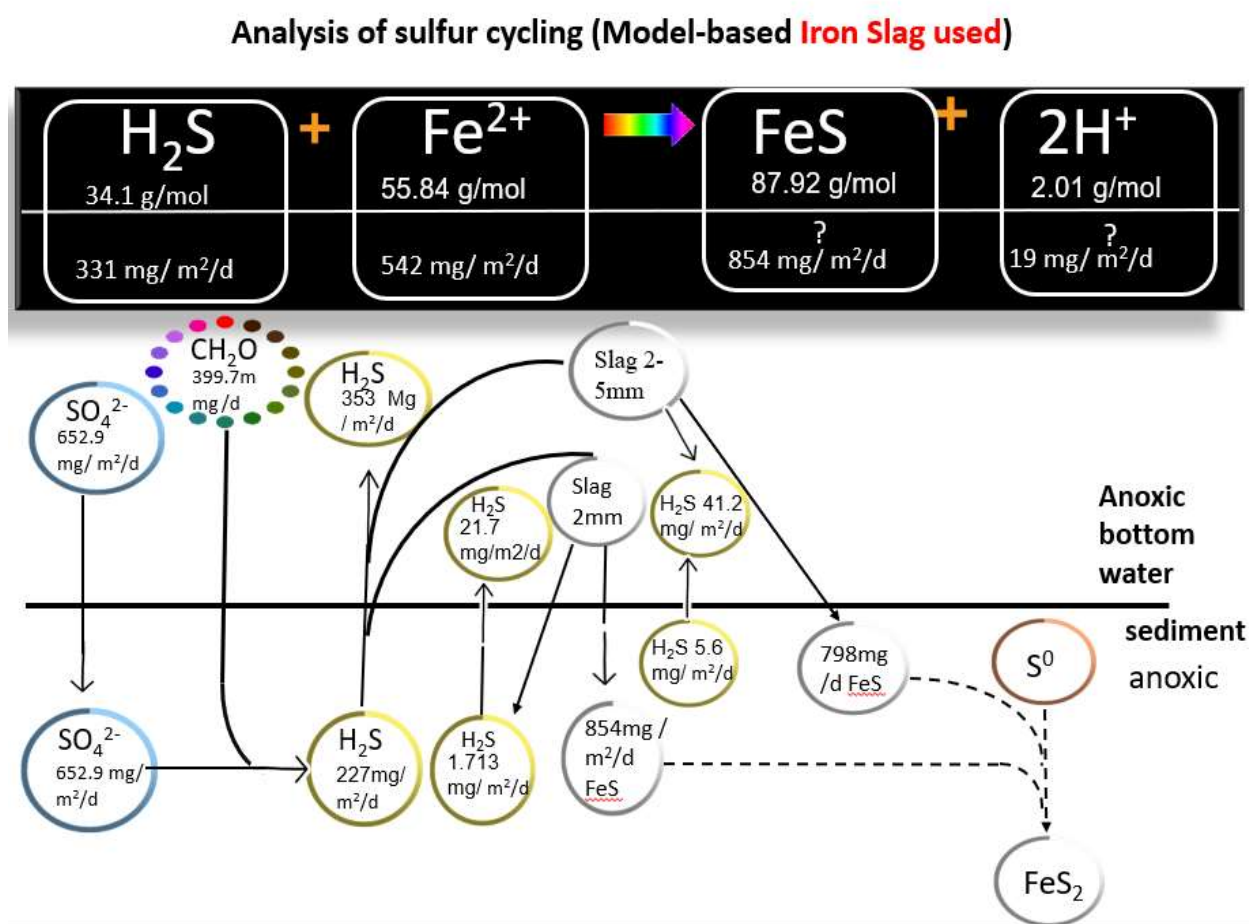 Analysis of sulfur cycling (Model-based Iron Slag used)
H₂S + Fe²⁺ FeS + 2H⁺
34.1 g/mol 55.84 g/mol 87.92 g/mol 2.01 g/mol
? ?
331 mg/ m²/d 542 mg/ m²/d 854 mg/ m²/d 19 mg/ m²/d
CH₂O
399.7m
mg/d
H₂S
353 Mg
/ m²/d
Slag 2-
5mm
SO₄²⁻
652.9
mg/ m²/d
H₂S
21.7
mg/m2/d
Slag
2mm
H₂S 41.2
mg/ m²/d
Anoxic
bottom
water
sediment
anoxic
H₂S 5.6
mg/ m²/d
798mg
/d FeS
S⁰
SO₄²⁻
652.9 mg/
m²/d
H₂S
227mg/
m²/d
H₂S
1.713
mg/ m²/d
854mg /
m²/d
FeS
FeS₂